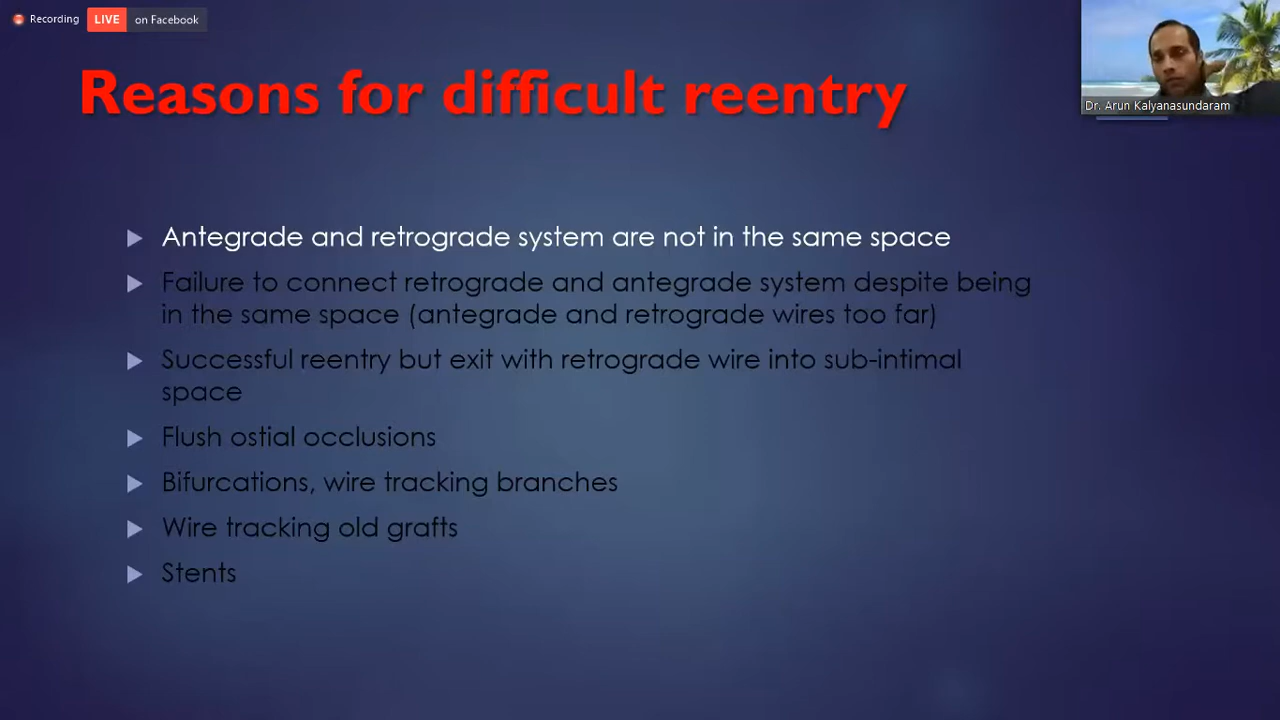 Recording
LIVE on Facebook
Reasons for difficult reentry
Dr. Arun Kalyanasundaram
Antegrade and retrograde system are not in the same space
Failure to connect retrograde and antegrade system despite being
in the same space (antegrade and retrograde wires too far)
Successful reentry but exit with retrograde wire into sub-intimal
space
Flush ostial occlusions
Bifurcations, wire tracking branches
Wire tracking old grafts
Stents